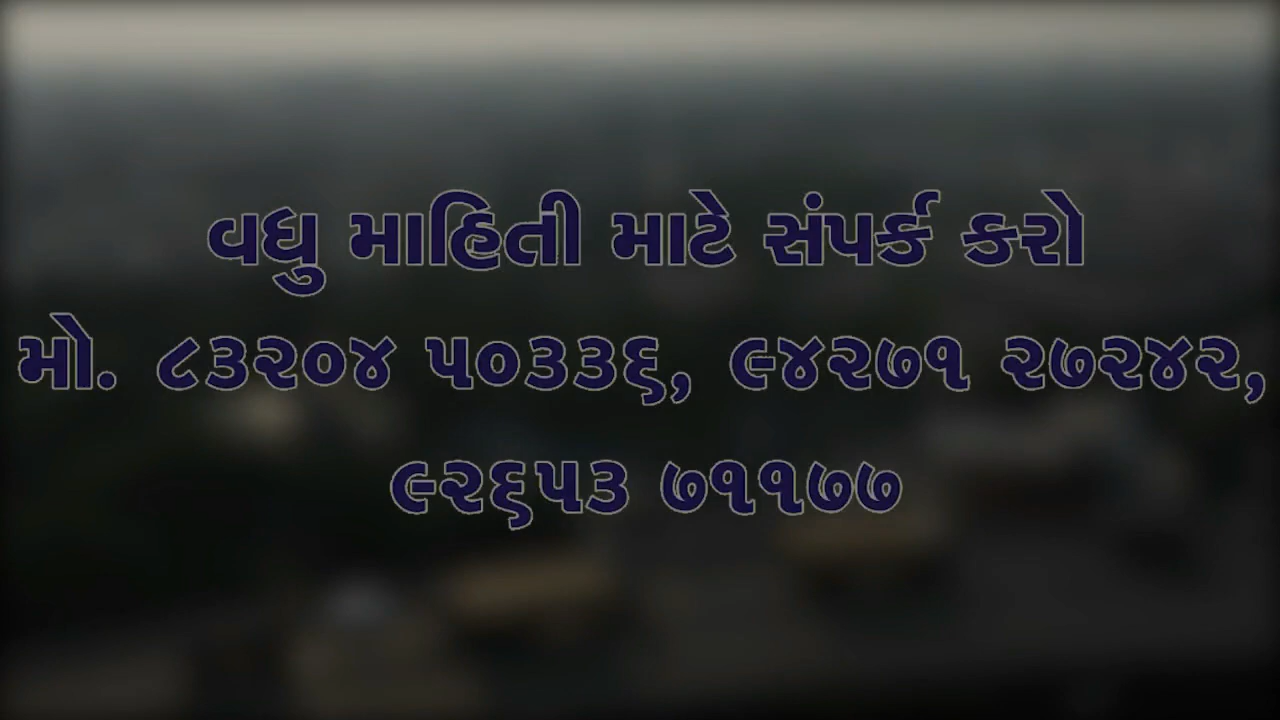 વધુ માહિતી માટે સંપર્ક કરો
મો. ૮૩૨૦૪ ૫૦૩૩૬, ૯૪૨૭૧ ૨૭૨૪૨,
૯૨૬૫૩ ૭૧૧૭૭